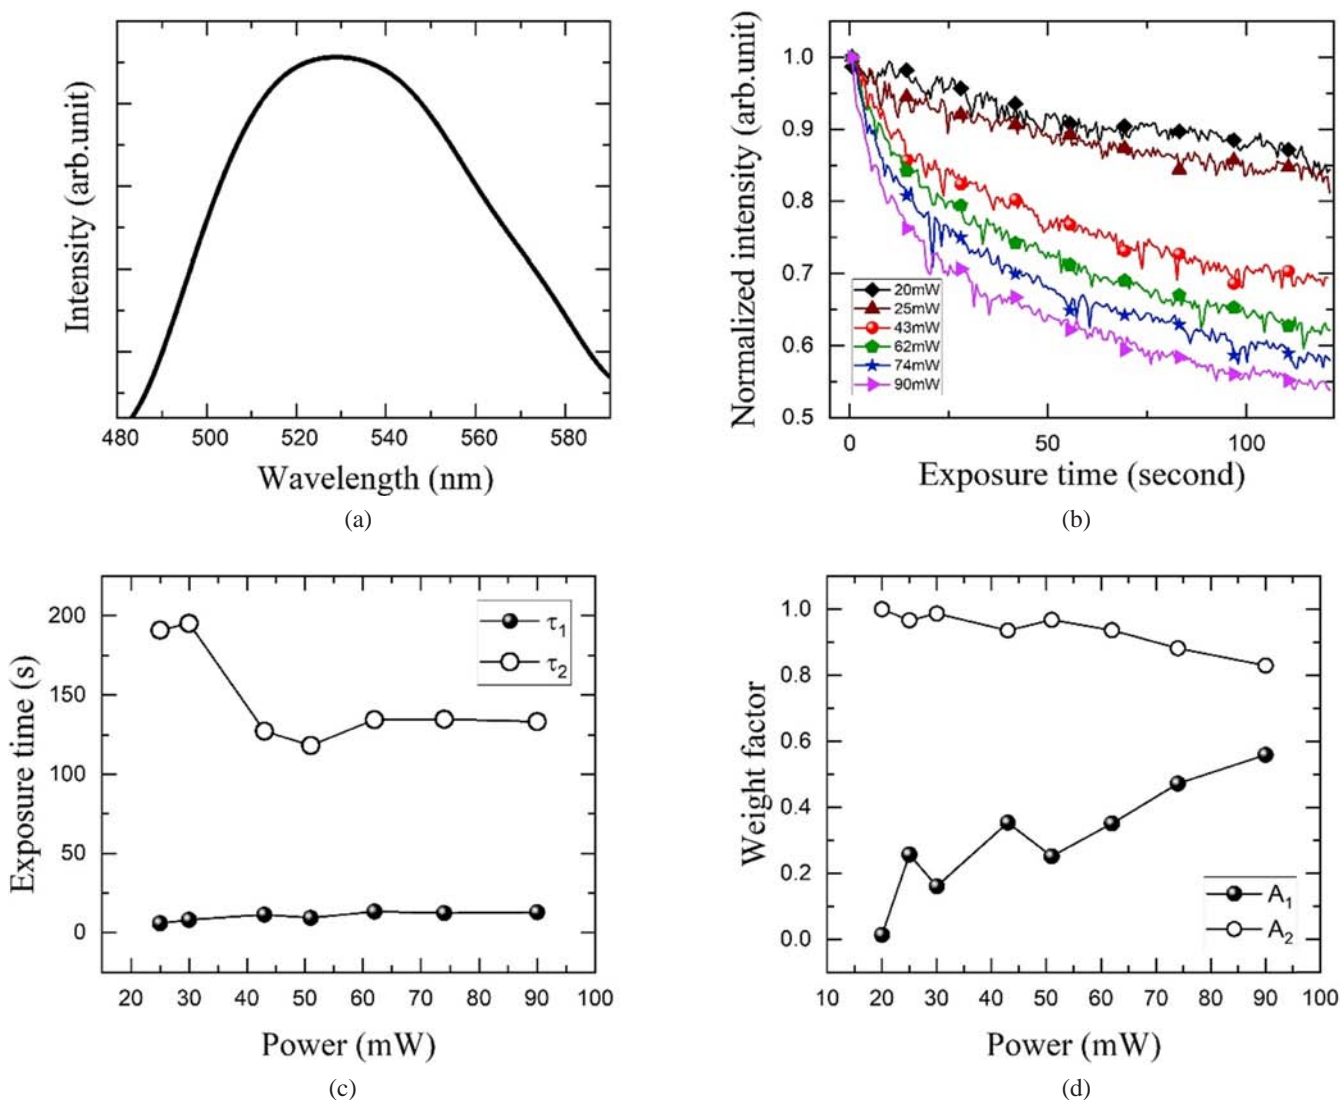 Intensity (arb.unit)
480 500 520 540 560 580
Wavelength (nm)
(a)
Normalized intensity (arb.unit)
1.0
0.9
0.8
0.7
0.6
0.5
20mW
25mW
43mW
62mW
74mW
90mW
0 50 100
Exposure time (second)
(b)
Exposure time (s)
200
150
100
50
0
τ1
τ2
20 30 40 50 60 70 80 90 100
Power (mW)
(c)
Weight factor
1.0
0.8
0.6
0.4
0.2
0.0
A1
A2
10 20 30 40 50 60 70 80 90 100
Power (mW)
(d)